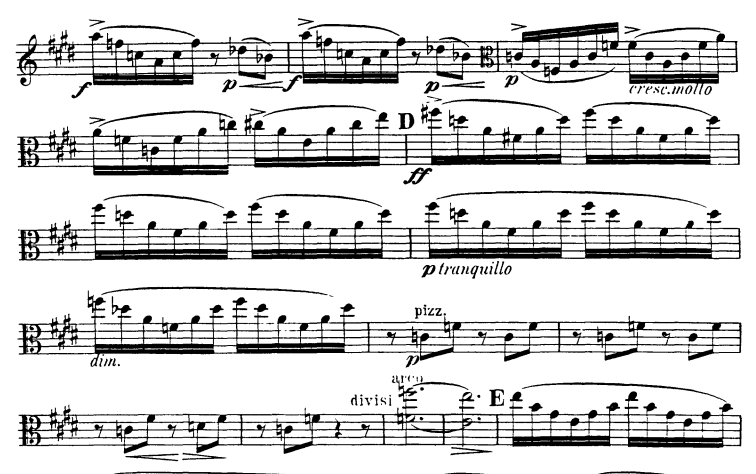 f p f p p cresc. molto
D ff
p tranquillo
pizz.
dim. p
arco
divisi E